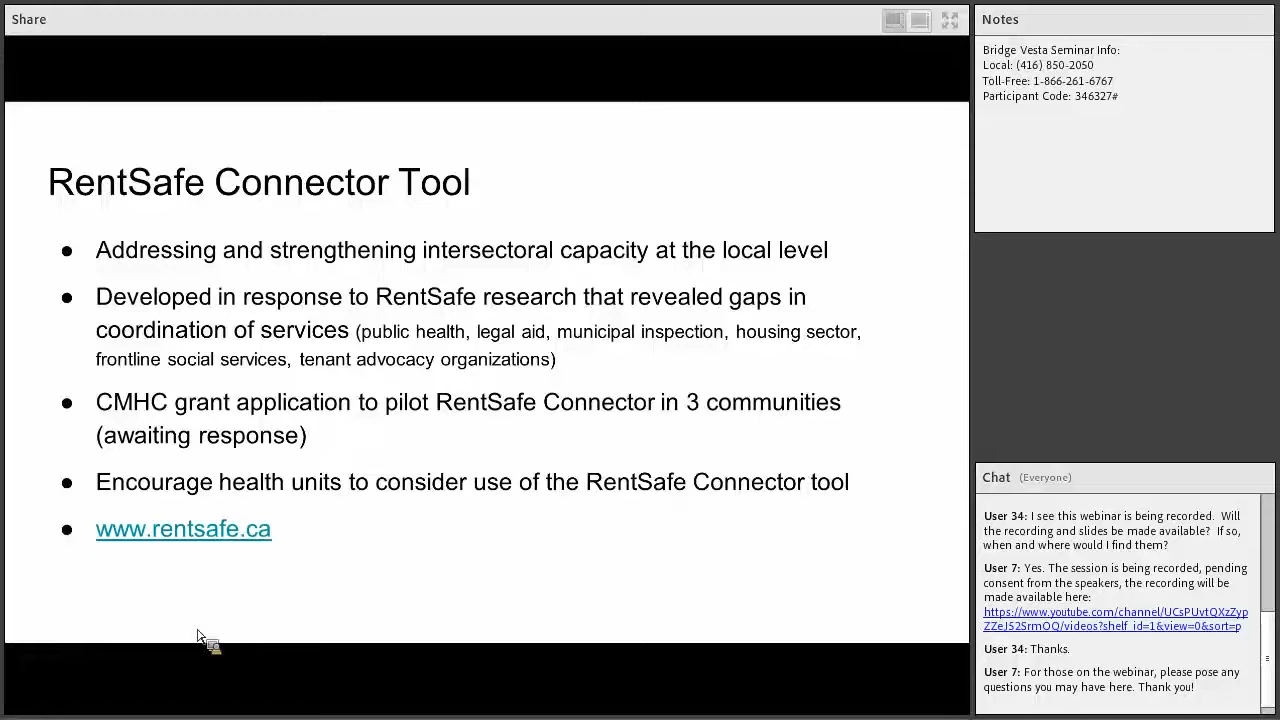 Share
RentSafe Connector Tool
● Addressing and strengthening intersectoral capacity at the local level
● Developed in response to RentSafe research that revealed gaps in
coordination of services (public health, legal aid, municipal inspection, housing sector,
frontline social services, tenant advocacy organizations)
● CMHC grant application to pilot RentSafe Connector in 3 communities
(awaiting response)
● Encourage health units to consider use of the RentSafe Connector tool
● www.rentsafe.ca
Notes
Bridge Vesta Seminar Info:
Local: (416) 850-2050
Toll-Free: 1-866-261-6767
Participant Code: 346327#
Chat (Everyone)
User 34: I see this webinar is being recorded. Will
the recording and slides be made available? If so,
when and where would I find them?
User 7: Yes. The session is being recorded, pending
consent from the speakers, the recording will be
made available here:
https://www.youtube.com/channel/UCsPUvtQXzZyp
ZZeJ52SrmOQ/videos?shelf_id=1&view=0&sort=p
User 34: Thanks.
User 7: For those on the webinar, please pose any
questions you may have here. Thank you!